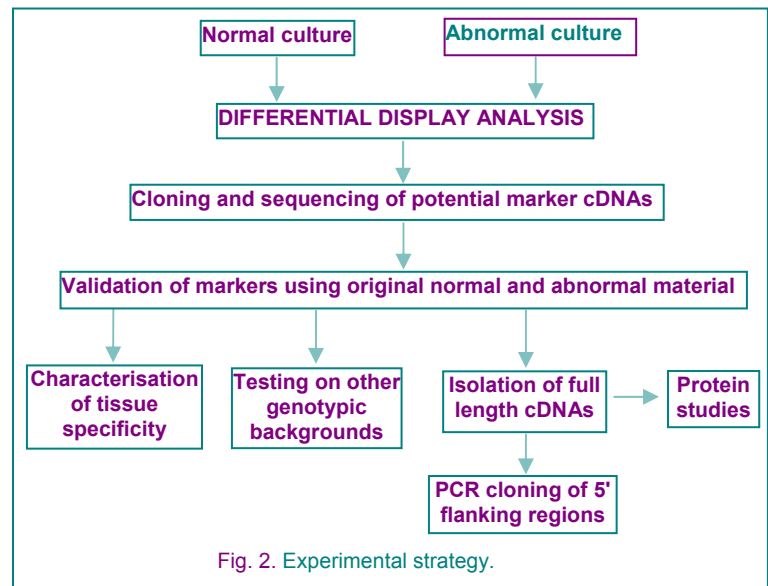 Normal culture
Abnormal culture
DIFFERENTIAL DISPLAY ANALYSIS
Cloning and sequencing of potential marker cDNAs
Validation of markers using original normal and abnormal material
Characterisation
of tissue
specificity
Testing on other
genotypic
backgrounds
Isolation of full
length cDNAs
Protein
studies
PCR cloning of 5'
flanking regions
Fig. 2. Experimental strategy.